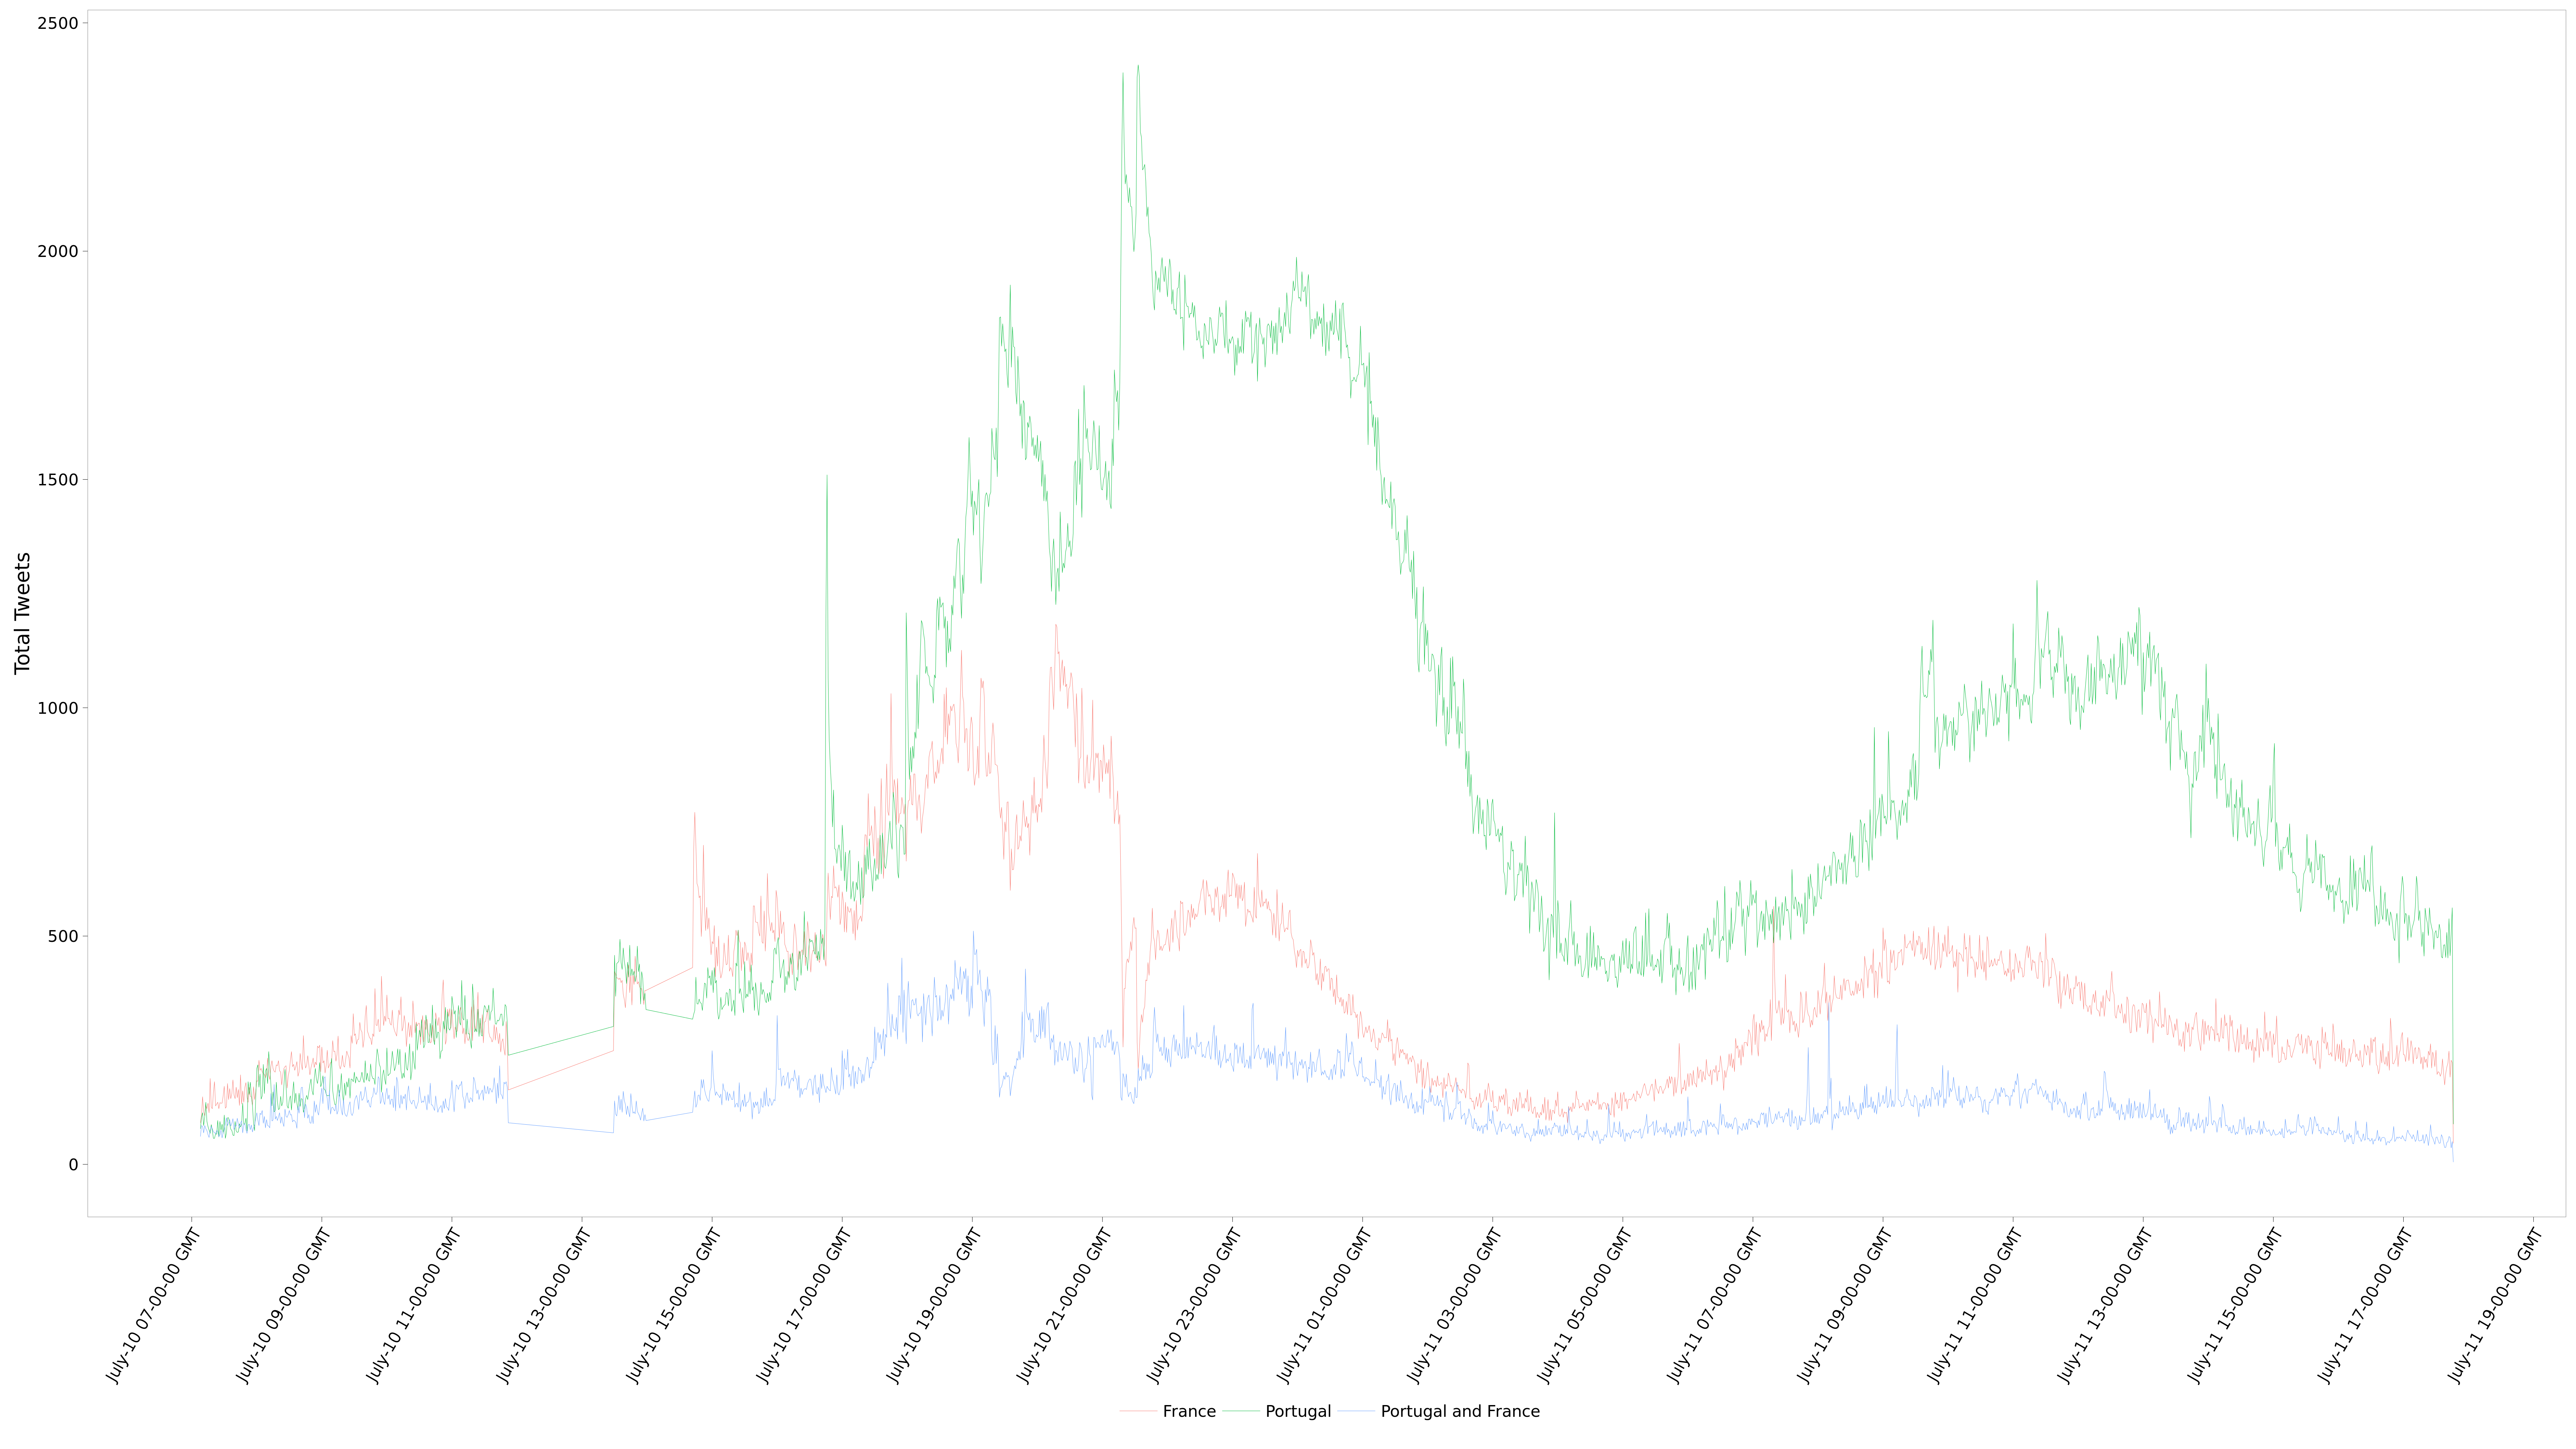 Total Tweets
2500
2000
1500
1000
500
0
July-10 07-00-00 GMT
July-10 09-00-00 GMT
July-10 11-00-00 GMT
July-10 13-00-00 GMT
July-10 15-00-00 GMT
July-10 17-00-00 GMT
July-10 19-00-00 GMT
July-10 21-00-00 GMT
July-10 23-00-00 GMT
July-11 01-00-00 GMT
July-11 03-00-00 GMT
July-11 05-00-00 GMT
July-11 07-00-00 GMT
July-11 09-00-00 GMT
July-11 11-00-00 GMT
July-11 13-00-00 GMT
July-11 15-00-00 GMT
July-11 17-00-00 GMT
July-11 19-00-00 GMT
France Portugal Portugal and France